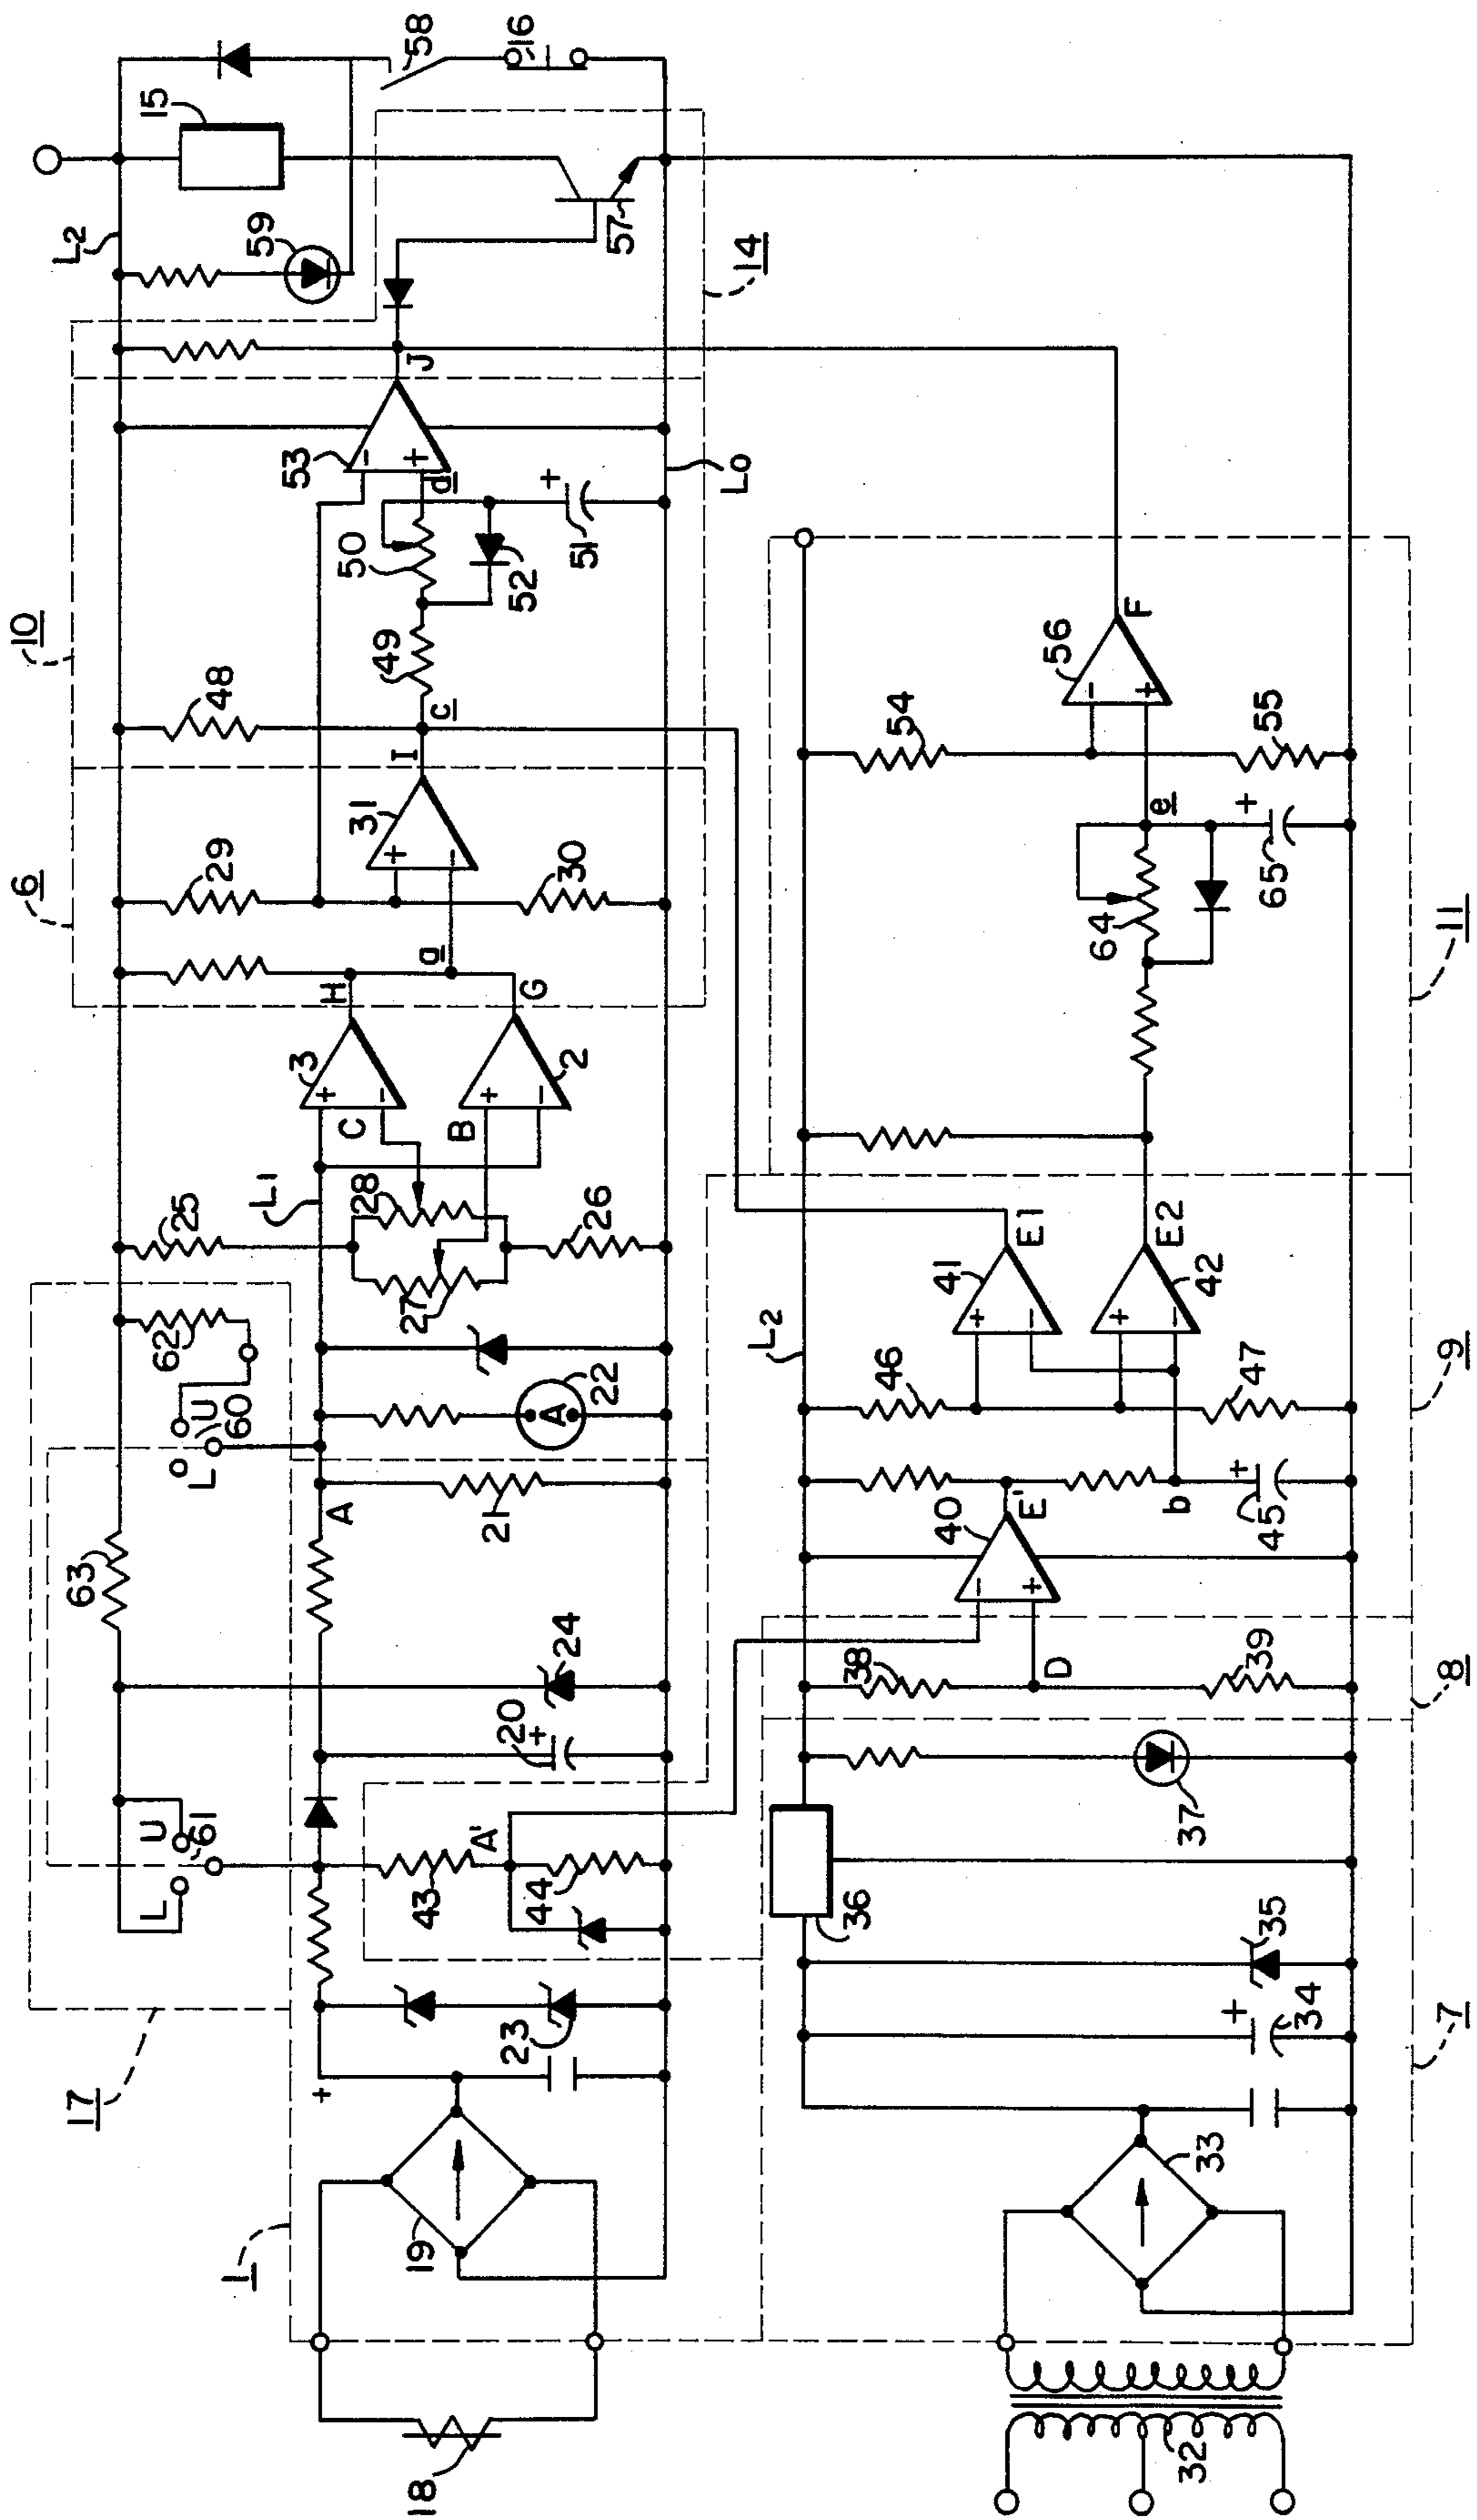 10
6
14
15
L2
59
58
16
57
48
53
J
29
I
c
49
50
d
52
51
L0
31
30
a
H
G
3
C
B
2
L1
25
28
27
26
62
U
60
L
22
A
A
21
63
24
20
U
61
L
43
A'
44
17
23
+
19
1
18
56
F
54
55
e
65
64
11
E1
E2
41
42
L2
46
47
9
40
E'
b
45
38
D
39
8
37
36
35
34
33
7
32